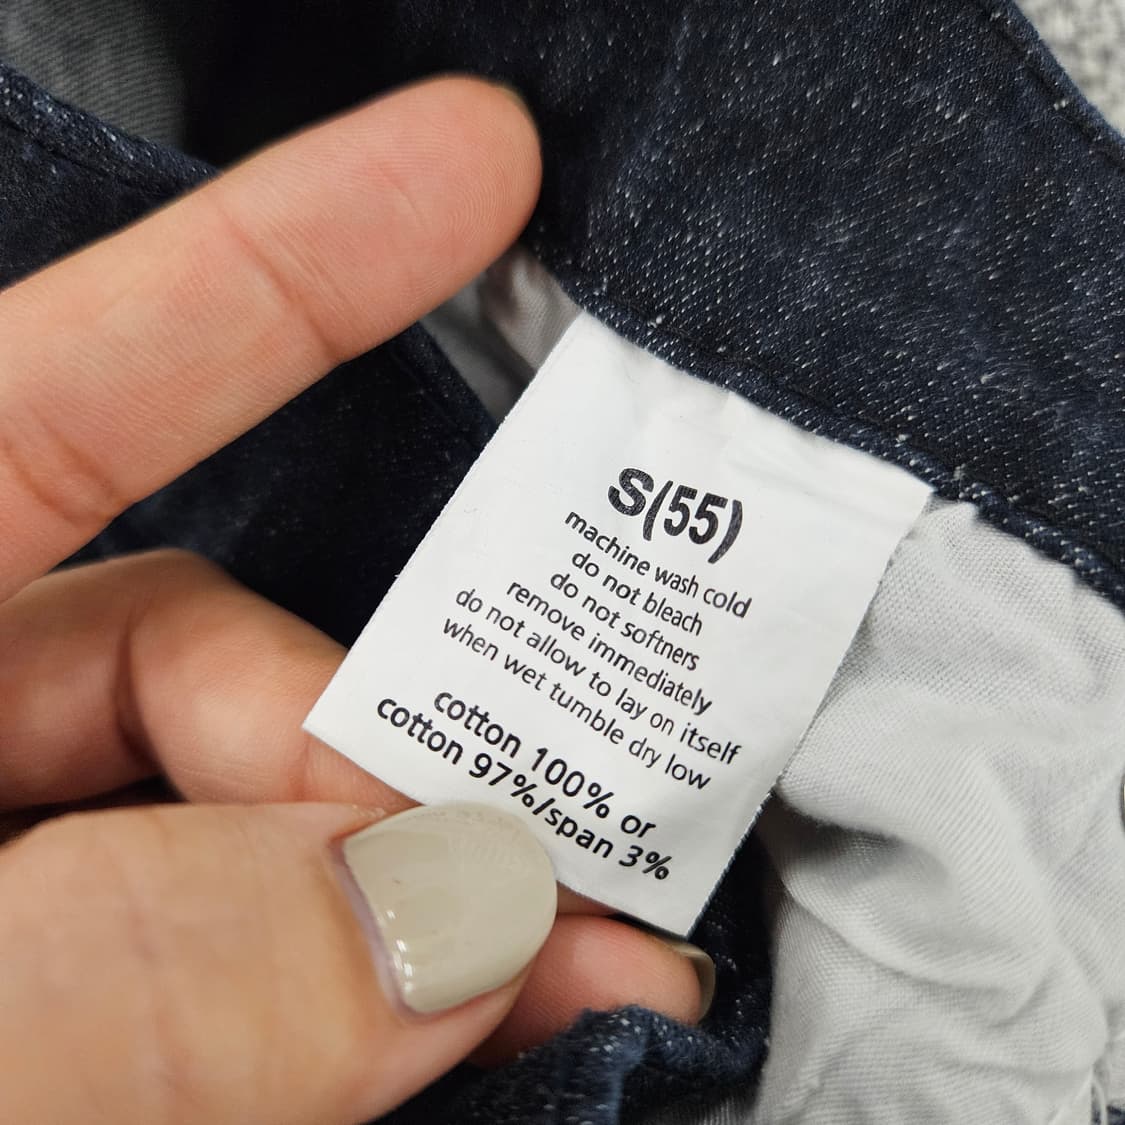 S(55)
machine wash cold
do not bleach
do not softners
remove immediately
do not allow to lay on itself
when wet tumble dry low
cotton 100% or
cotton 97%/span 3%